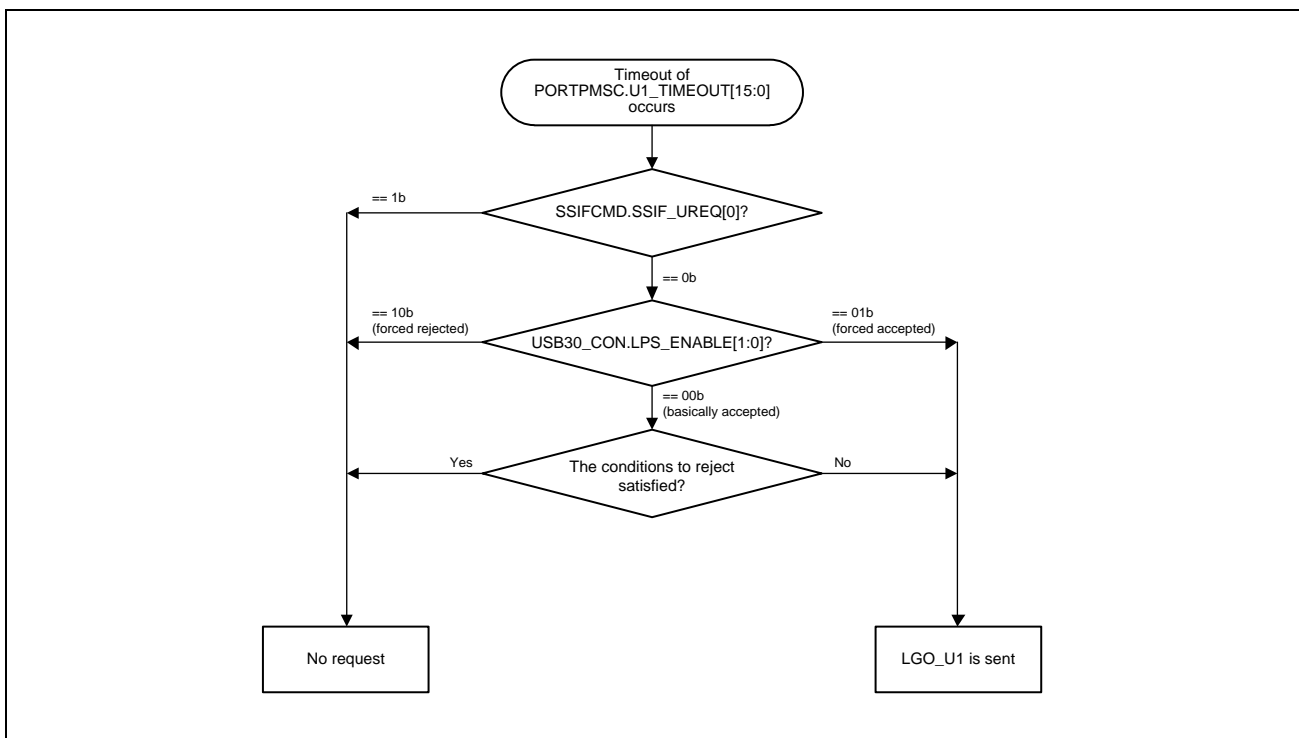 Timeout of
PORTPMSC.U1_TIMEOUT[15:0]
occurs
== 1b
SSIFCMD.SSIF_UREQ[0]?
== 0b
== 10b
(forced rejected)
USB30_CON.LPS_ENABLE[1:0]?
== 01b
(forced accepted)
== 00b
(basically accepted)
Yes
The conditions to reject
satisfied?
No
No request
LGO_U1 is sent